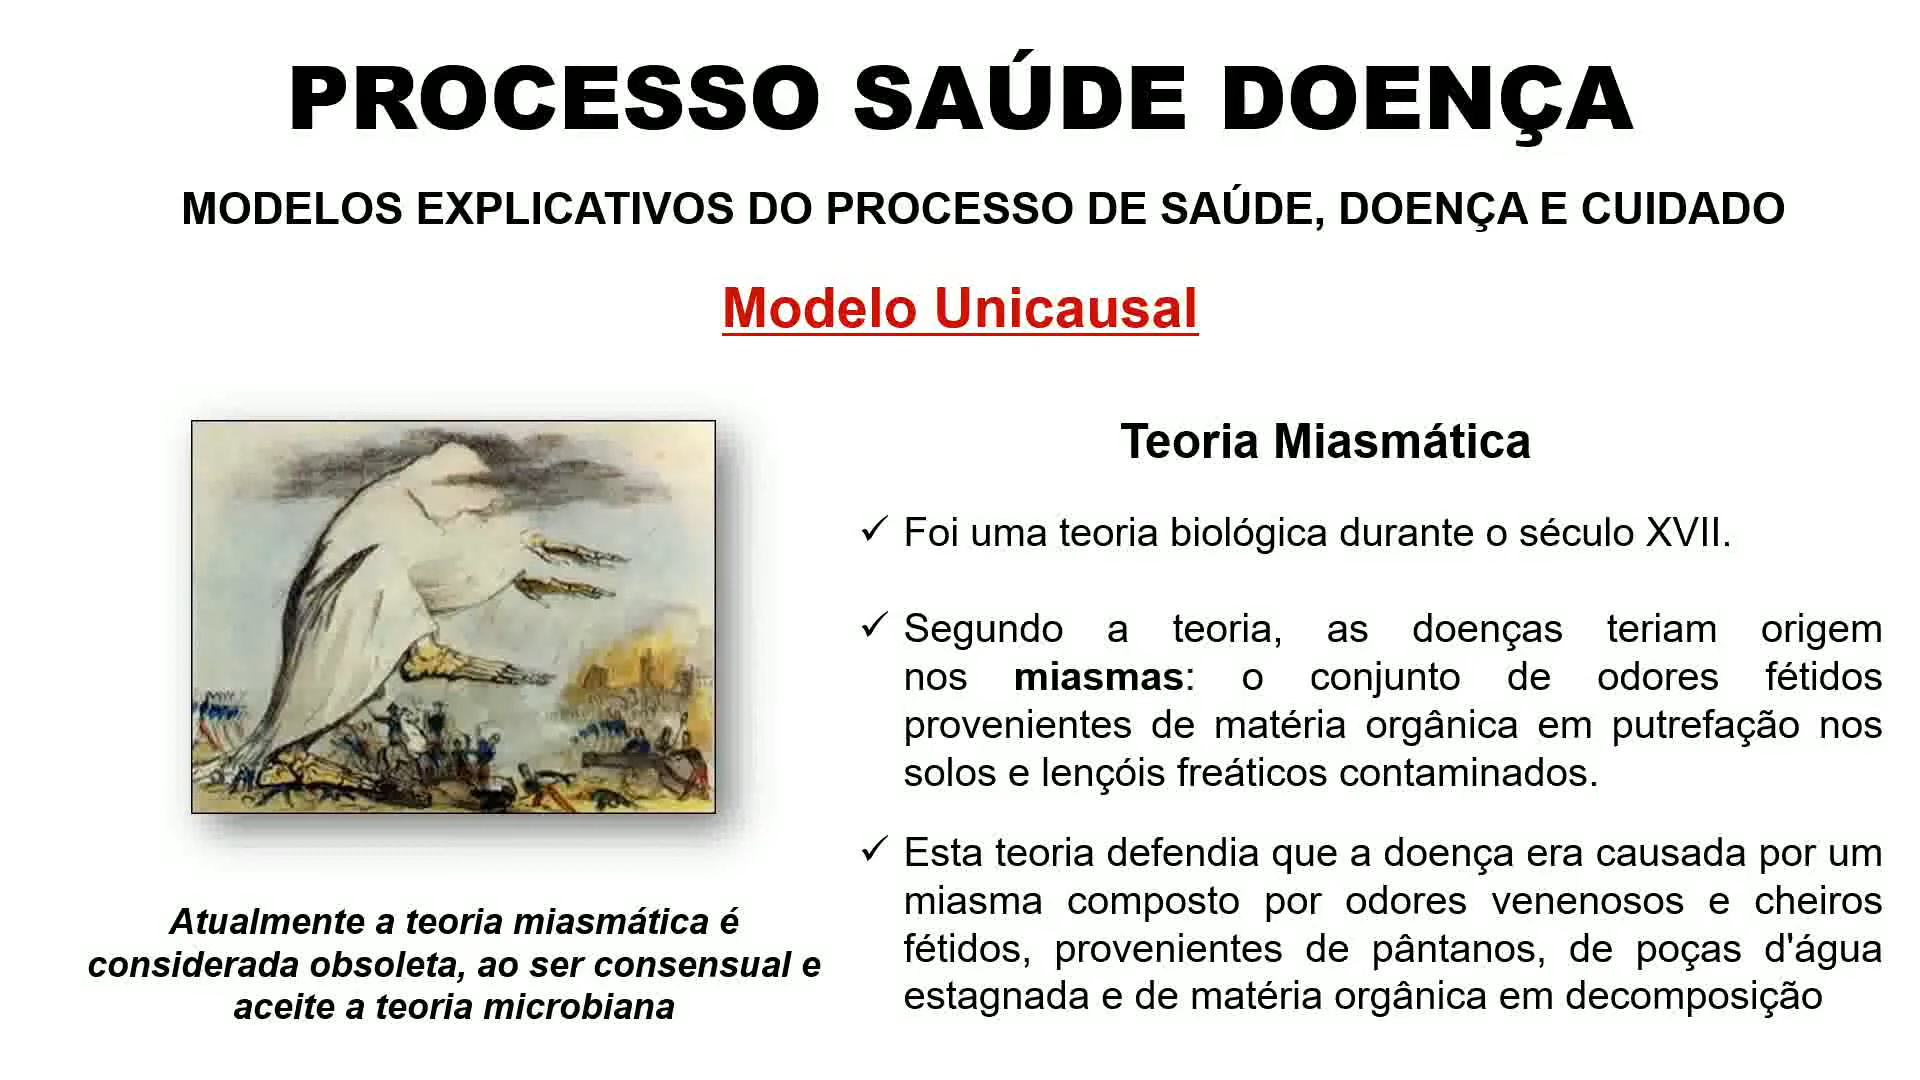 PROCESSO SAÚDE DOENÇA
MODELOS EXPLICATIVOS DO PROCESSO DE SAÚDE, DOENÇA E CUIDADO
Modelo Unicausal
Atualmente a teoria miasmática é
considerada obsoleta, ao ser consensual e
aceite a teoria microbiana
Teoria Miasmática
✓ Foi uma teoria biológica durante o século XVII.
✓ Segundo a teoria, as doenças teriam origem
nos miasmas: o conjunto de odores fétidos
provenientes de matéria orgânica em putrefação nos
solos e lençóis freáticos contaminados.
✓ Esta teoria defendia que a doença era causada por um
miasma composto por odores venenosos e cheiros
fétidos, provenientes de pântanos, de poças d'água
estagnada e de matéria orgânica em decomposição